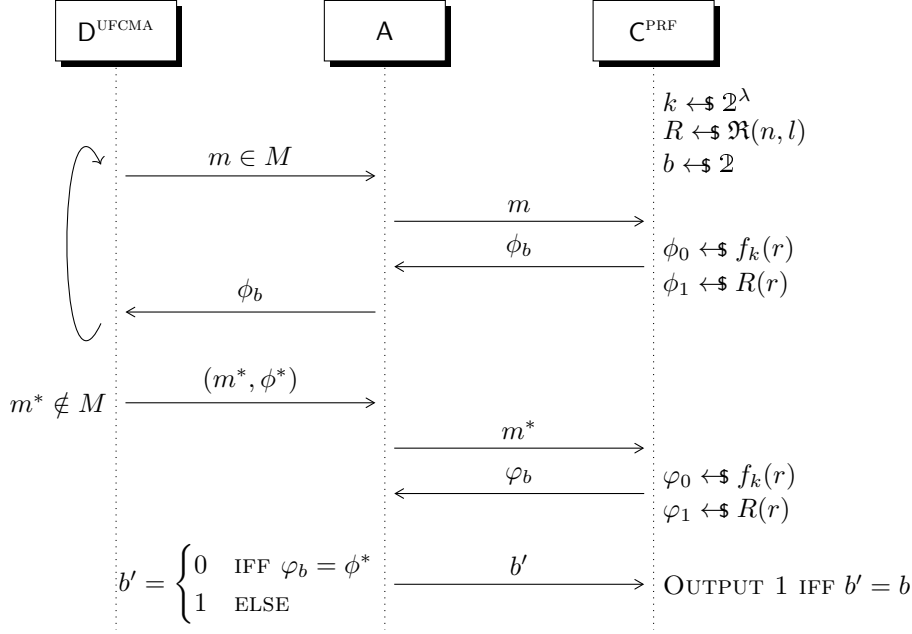 D^UFCMA A C^PRF
k ←$ 𝟚^λ
R ←$ ℜ(n, l)
b ←$ 𝟚
m ∈ M
m
ϕ_b
ϕ_0 ←$ f_k(r)
ϕ_1 ←$ R(r)
ϕ_b
m* ∉ M
(m*, ϕ*)
m*
φ_b
φ_0 ←$ f_k(r)
φ_1 ←$ R(r)
b′ = { 0 IFF φ_b = ϕ*
1 ELSE
b′
OUTPUT 1 IFF b′ = b